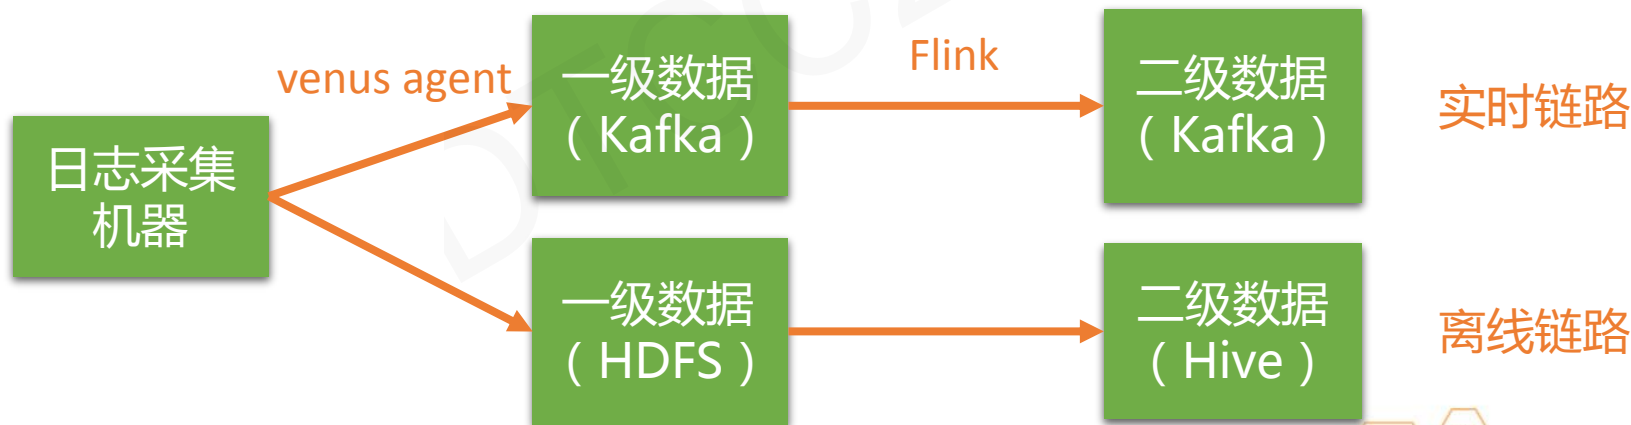 日志采集
机器
venus agent
一级数据
（Kafka）
Flink
二级数据
（Kafka）
实时链路
一级数据
（HDFS）
二级数据
（Hive）
离线链路